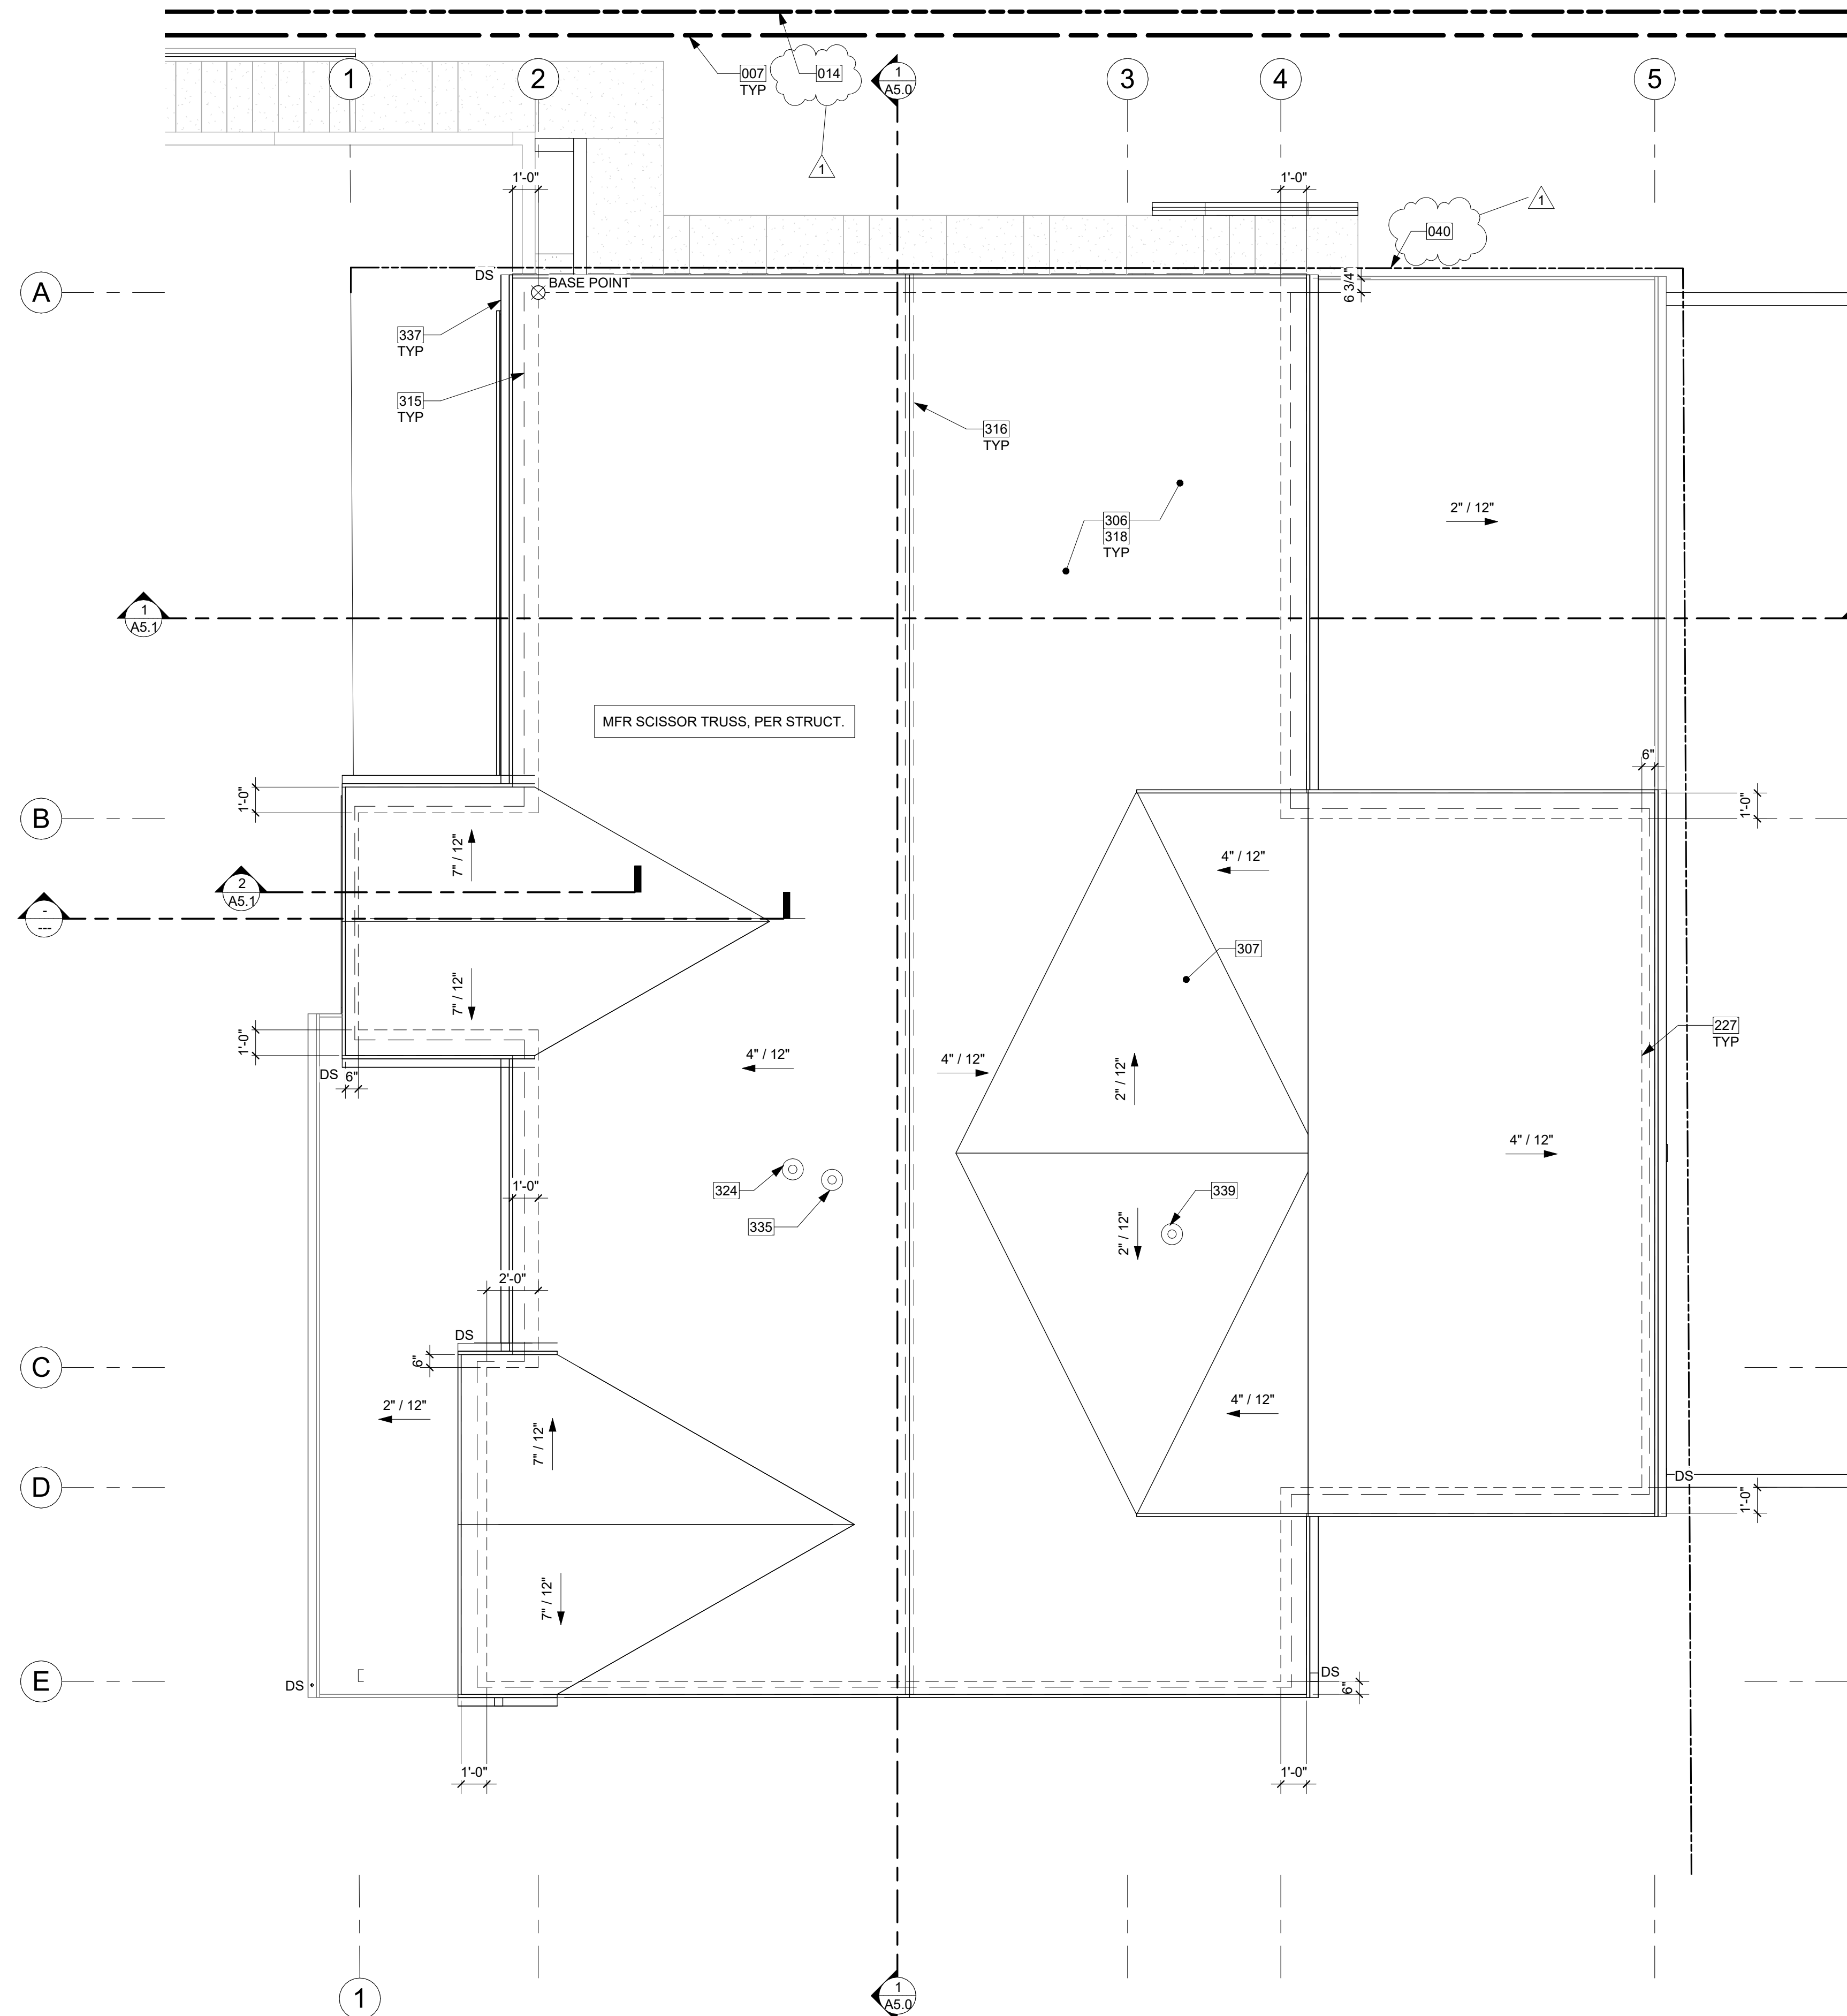 1
2
3
4
5
007
TYP
014
1
A5.0
1
1
040
1'-0"
1'-0"
A
DS
BASE POINT
6 3/4"
337
TYP
315
TYP
316
TYP
306
318
TYP
2" / 12"
1
A5.1
MFR SCISSOR TRUSS, PER STRUCT.
6"
1'-0"
B
1'-0"
7" / 12"
4" / 12"
2
A5.1
-
---
307
7" / 12"
1'-0"
DS
6"
4" / 12"
4" / 12"
2" / 12"
227
TYP
4" / 12"
324
335
339
1'-0"
2" / 12"
2'-0"
DS
C
6"
2" / 12"
4" / 12"
7" / 12"
D
DS
1'-0"
7" / 12"
E
DS
DS
6"
1'-0"
1'-0"
1
1
A5.0